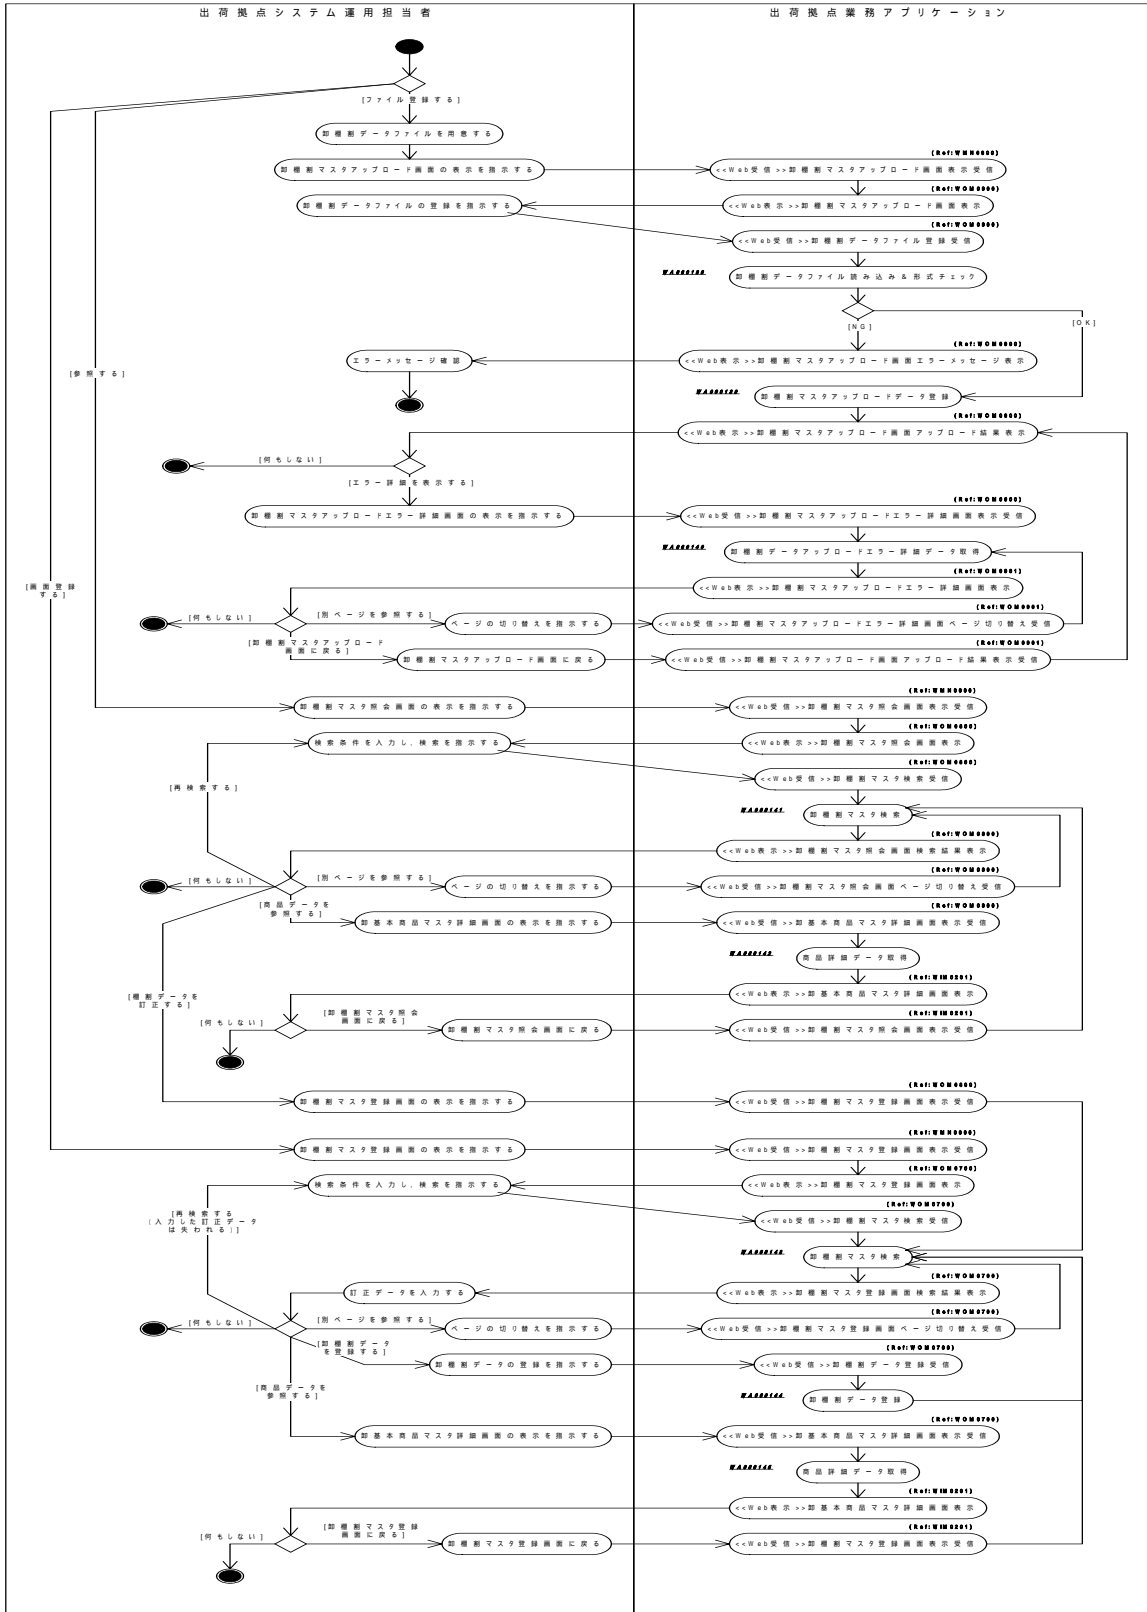 出荷拠点システム運用担当者
出荷拠点業務アプリケーション
[ファイル登録する]
卸棚割データファイルを用意する
卸棚割マスタアップロード画面の表示を指示する
<<Web受信>>卸棚割マスタアップロード画面表示受信
卸棚割データファイルの登録を指示する
<<Web表示>>卸棚割マスタアップロード画面表示
<<Web受信>>卸棚割データファイル登録受信
卸棚割データファイル読み込み&形式チェック
[NG]
[OK]
エラーメッセージ確認
<<Web表示>>卸棚割マスタアップロード画面エラーメッセージ表示
[参照する]
卸棚割マスタアップロードデータ登録
<<Web表示>>卸棚割マスタアップロード画面アップロード結果表示
[何もしない]
[エラー詳細を表示する]
卸棚割マスタアップロードエラー詳細画面の表示を指示する
<<Web受信>>卸棚割マスタアップロードエラー詳細画面表示受信
卸棚割データアップロードエラー詳細データ取得
[画面登録
する]
<<Web表示>>卸棚割マスタアップロードエラー詳細画面表示
[何もしない]
[別ページを参照する]
ページの切り替えを指示する
<<Web受信>>卸棚割マスタアップロードエラー詳細画面ページ切り替え受信
[卸棚割マスタアップロード
画面に戻る]
卸棚割マスタアップロード画面に戻る
<<Web受信>>卸棚割マスタアップロード画面アップロード結果表示受信
卸棚割マスタ照会画面の表示を指示する
<<Web受信>>卸棚割マスタ照会画面表示受信
検索条件を入力し、検索を指示する
<<Web表示>>卸棚割マスタ照会画面表示
<<Web受信>>卸棚割マスタ検索受信
[再検索する]
卸棚割マスタ検索
<<Web表示>>卸棚割マスタ照会画面検索結果表示
[何もしない]
[別ページを参照する]
ページの切り替えを指示する
<<Web受信>>卸棚割マスタ照会画面ページ切り替え受信
[商品データを
参照する]
卸基本商品マスタ詳細画面の表示を指示する
<<Web受信>>卸基本商品マスタ詳細画面表示受信
商品詳細データ取得
[棚割データを
訂正する]
<<Web表示>>卸基本商品マスタ詳細画面表示
[何もしない]
[卸棚割マスタ照会
画面に戻る]
卸棚割マスタ照会画面に戻る
<<Web受信>>卸棚割マスタ照会画面表示受信
卸棚割マスタ登録画面の表示を指示する
<<Web受信>>卸棚割マスタ登録画面表示受信
卸棚割マスタ登録画面の表示を指示する
<<Web受信>>卸棚割マスタ登録画面表示受信
検索条件を入力し、検索を指示する
<<Web表示>>卸棚割マスタ登録画面表示
[再検索する
(入力した訂正データ
は失われる)]
<<Web受信>>卸棚割マスタ検索受信
卸棚割マスタ検索
訂正データを入力する
<<Web表示>>卸棚割マスタ登録画面検索結果表示
[何もしない]
[別ページを参照する]
ページの切り替えを指示する
<<Web受信>>卸棚割マスタ登録画面ページ切り替え受信
[卸棚割データ
を登録する]
卸棚割データの登録を指示する
<<Web受信>>卸棚割データ登録受信
[商品データを
参照する]
卸棚割データ登録
卸基本商品マスタ詳細画面の表示を指示する
<<Web受信>>卸基本商品マスタ詳細画面表示受信
商品詳細データ取得
<<Web表示>>卸基本商品マスタ詳細画面表示
[何もしない]
[卸棚割マスタ登録
画面に戻る]
卸棚割マスタ登録画面に戻る
<<Web受信>>卸棚割マスタ登録画面表示受信